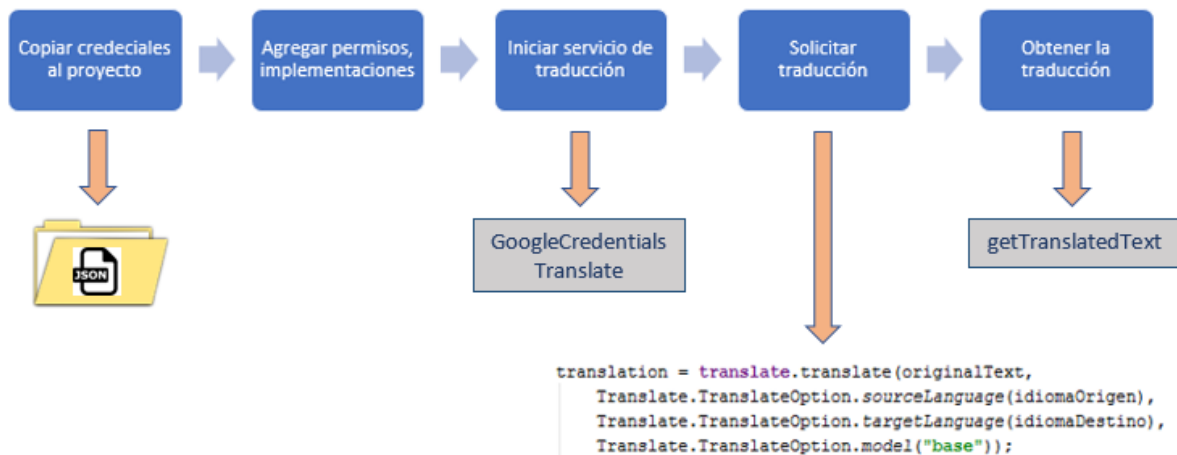 Copiar credeciales
al proyecto
Agregar permisos,
implementaciones
Iniciar servicio de
traducción
Solicitar
traducción
Obtener la
traducción
JSON
GoogleCredentials
Translate
getTranslatedText
translation = translate.translate(originalText,
Translate.TranslateOption.sourceLanguage(idiomaOrigen),
Translate.TranslateOption.targetLanguage(idiomaDestino),
Translate.TranslateOption.model("base"));